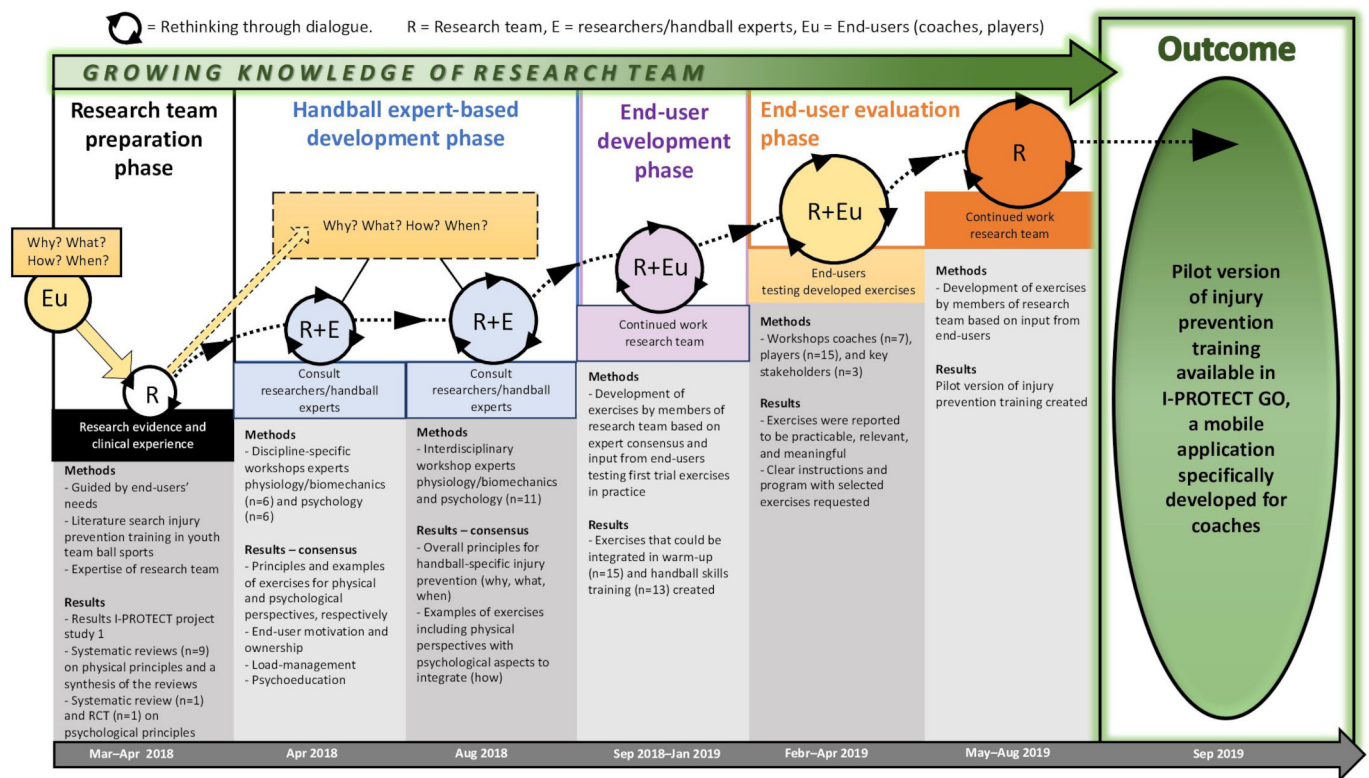 = Rethinking through dialogue. R = Research team, E = researchers/handball experts, Eu = End-users (coaches, players)
GROWING KNOWLEDGE OF RESEARCH TEAM
Research team
preparation
phase
Why? What?
How? When?
Eu
R
Research evidence and
clinical experience
Methods
- Guided by end-users'
needs
- Literature search injury
prevention training in youth
team ball sports
- Expertise of research team
Results
- Results I-PROTECT project
study 1
- Systematic reviews (n=9)
on physical principles and a
synthesis of the reviews
- Systematic review (n=1)
and RCT (n=1) on
psychological principles
Mar–Apr 2018
Handball expert-based
development phase
Why? What? How? When?
R+E
Consult
researchers/handball
experts
Methods
- Discipline-specific
workshops experts
physiology/biomechanics
(n=6) and psychology
(n=6)
Results – consensus
- Principles and examples
of exercises for physical
and psychological
perspectives, respectively
- End-user motivation and
ownership
- Load-management
- Psychoeducation
Apr 2018
R+E
Consult
researchers/handball
experts
Methods
- Interdisciplinary
workshop experts
physiology/biomechanics
and psychology (n=11)
Results – consensus
- Overall principles for
handball-specific injury
prevention (why, what,
when)
- Examples of exercises
including physical
perspectives with
psychological aspects to
integrate (how)
Aug 2018
End-user
development
phase
R+Eu
Continued work
research team
Methods
- Development of
exercises by members of
research team based on
expert consensus and
input from end-users
testing first trial exercises
in practice
Results
- Exercises that could be
integrated in warm-up
(n=15) and handball skills
training (n=13) created
Sep 2018–Jan 2019
End-user evaluation
phase
R+Eu
End-users
testing developed exercises
Methods
- Workshops coaches (n=7),
players (n=15), and key
stakeholders (n=3)
Results
- Exercises were reported
to be practicable, relevant,
and meaningful
- Clear instructions and
program with selected
exercises requested
Febr–Apr 2019
R
Continued work
research team
Methods
- Development of exercises
by members of research
team based on input from
end-users
Results
Pilot version of injury
prevention training created
May–Aug 2019
Outcome
Pilot version
of injury
prevention
training
available in
I-PROTECT GO,
a mobile
application
specifically
developed for
coaches
Sep 2019